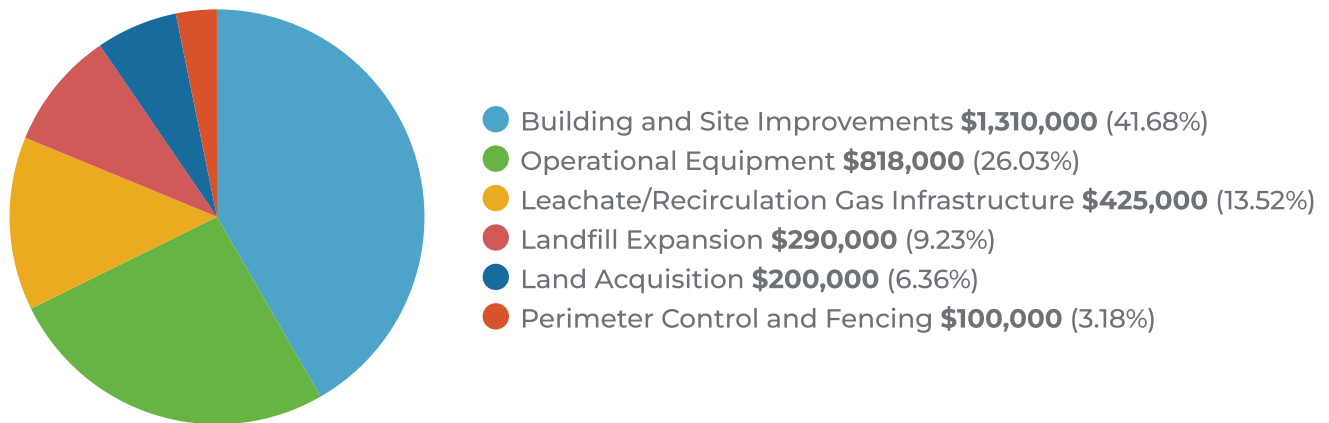 Building and Site Improvements $1,310,000 (41.68%)
Operational Equipment $818,000 (26.03%)
Leachate/Recirculation Gas Infrastructure $425,000 (13.52%)
Landfill Expansion $290,000 (9.23%)
Land Acquisition $200,000 (6.36%)
Perimeter Control and Fencing $100,000 (3.18%)